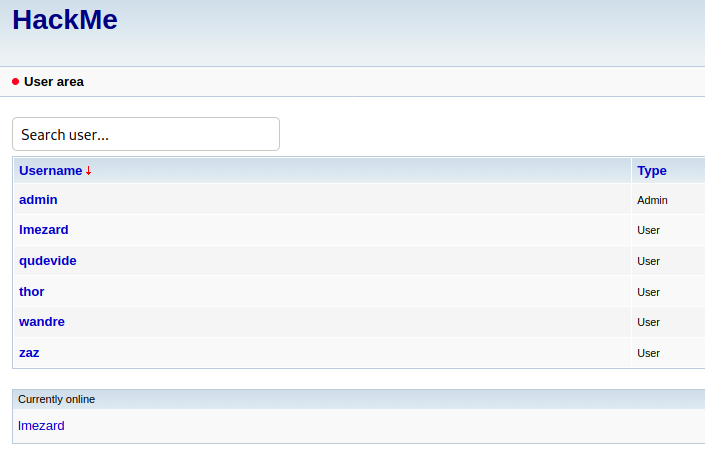 HackMe
User area
Search user...
Username ↓ Type
admin Admin
lmezard User
qudevide User
thor User
wandre User
zaz User
Currently online
lmezard